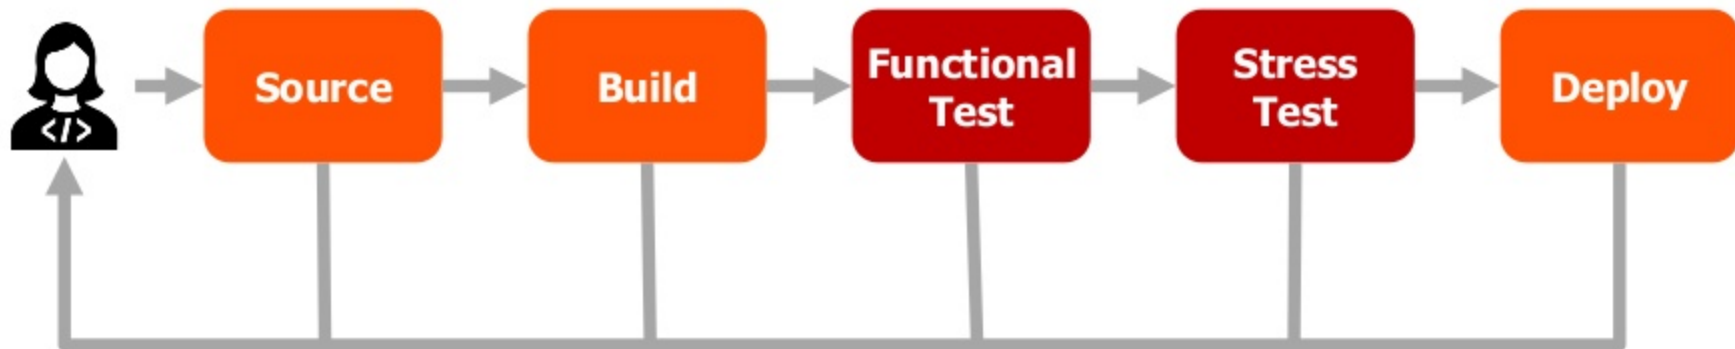 </>
Source
Build
Functional
Test
Stress
Test
Deploy